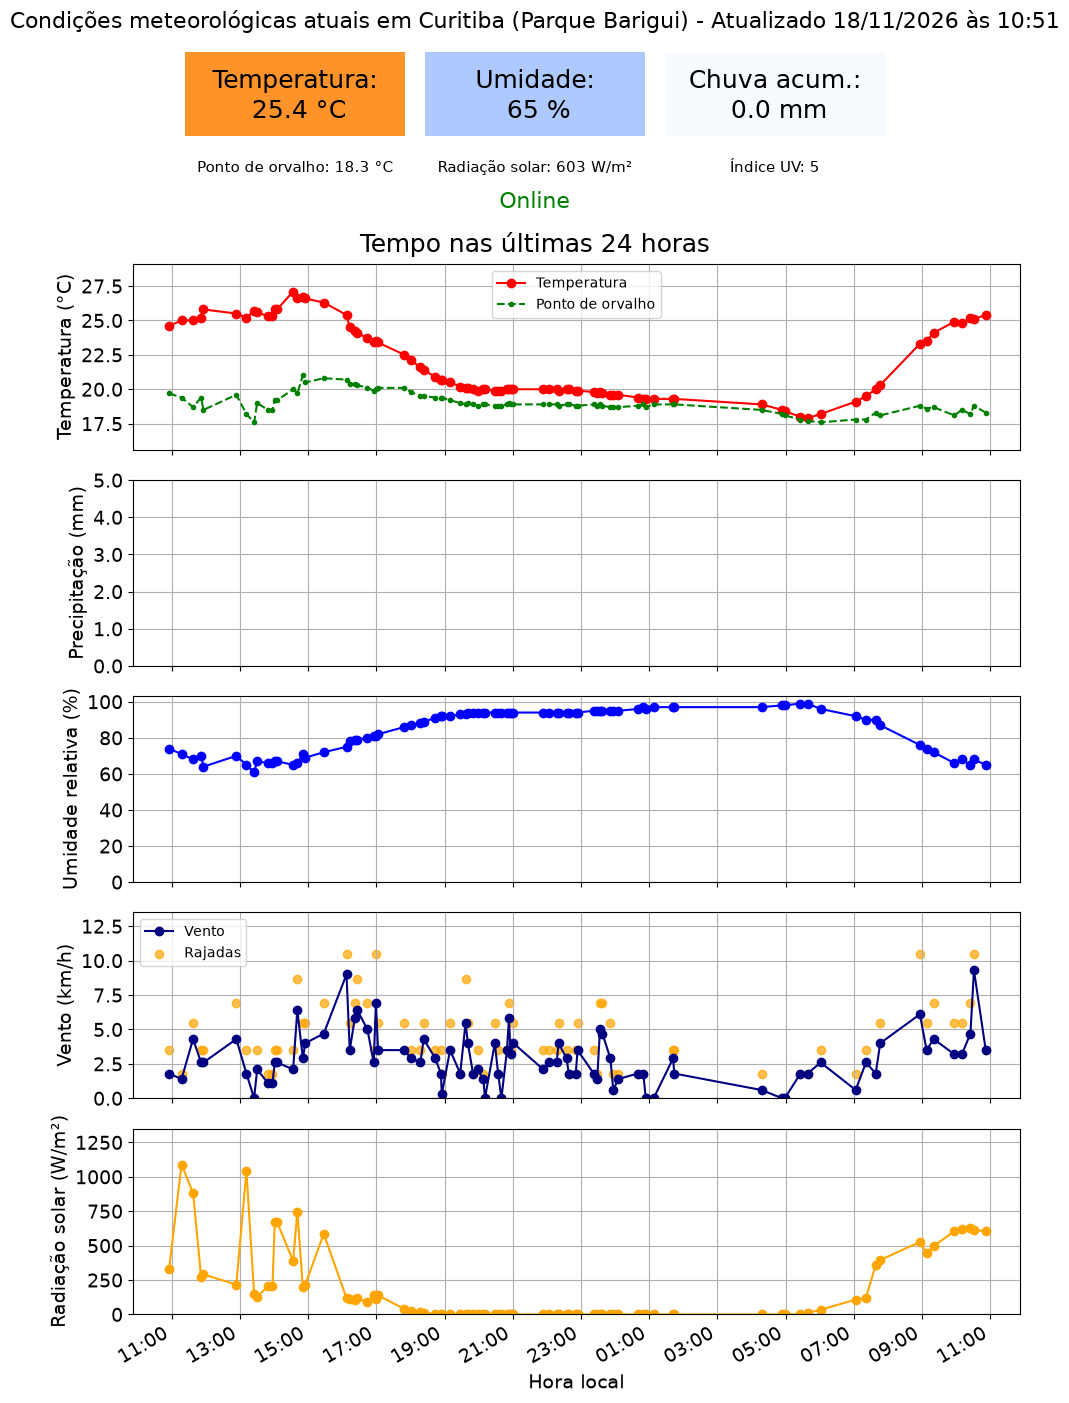 Condições meteorológicas atuais em Curitiba (Parque Barigui) - Atualizado 18/11/2026 às 10:51
Temperatura:
25.4 °C
Umidade:
65 %
Chuva acum.:
0.0 mm
Ponto de orvalho: 18.3 °C
Radiação solar: 603 W/m²
Índice UV: 5
Online
Tempo nas últimas 24 horas
Temperatura (°C)
27.5
25.0
22.5
20.0
17.5
Temperatura
Ponto de orvalho
Precipitação (mm)
5.0
4.0
3.0
2.0
1.0
0.0
Umidade relativa (%)
100
80
60
40
20
0
Vento (km/h)
12.5
10.0
7.5
5.0
2.5
0.0
Vento
Rajadas
Radiação solar (W/m²)
1250
1000
750
500
250
0
11:00
13:00
15:00
17:00
19:00
21:00
23:00
01:00
03:00
05:00
07:00
09:00
11:00
Hora local